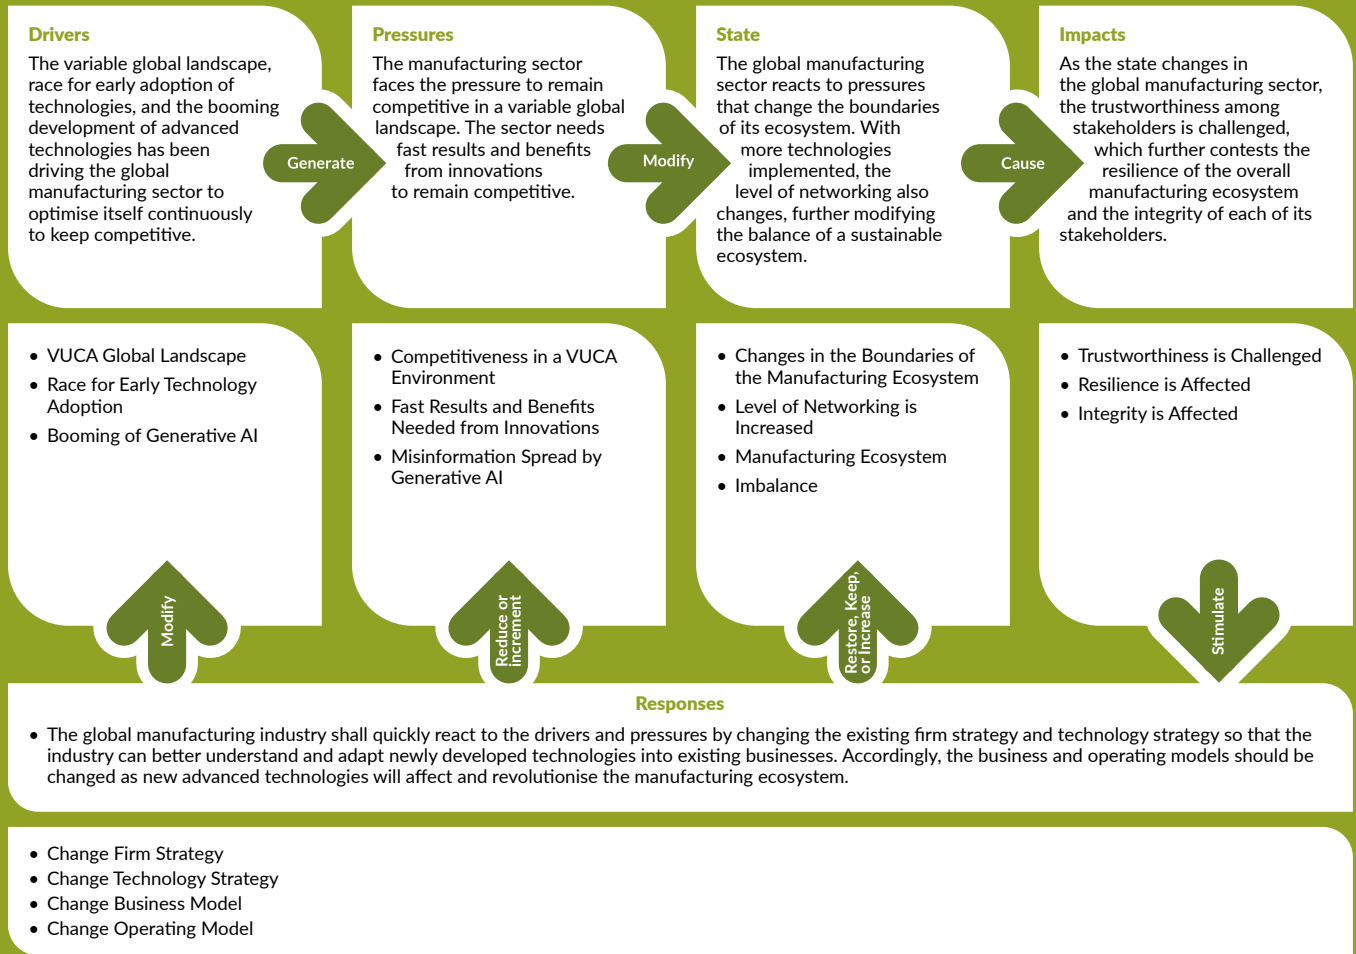 Drivers
The variable global landscape,
race for early adoption of
technologies, and the booming
development of advanced
technologies has been
driving the global
manufacturing sector to
optimise itself continuously
to keep competitive.
Generate
Pressures
The manufacturing sector
faces the pressure to remain
competitive in a variable global
landscape. The sector needs
fast results and benefits
from innovations
to remain competitive.
Modify
State
The global manufacturing
sector reacts to pressures
that change the boundaries
of its ecosystem. With
more technologies
implemented, the
level of networking also
changes, further modifying
the balance of a sustainable
ecosystem.
Cause
Impacts
As the state changes in
the global manufacturing sector,
the trustworthiness among
stakeholders is challenged,
which further contests the
resilience of the overall
manufacturing ecosystem
and the integrity of each of its
stakeholders.
• VUCA Global Landscape
• Race for Early Technology
Adoption
• Booming of Generative AI
Modify
• Competitiveness in a VUCA
Environment
• Fast Results and Benefits
Needed from Innovations
• Misinformation Spread by
Generative AI
Reduce or
increment
• Changes in the Boundaries of
the Manufacturing Ecosystem
• Level of Networking is
Increased
• Manufacturing Ecosystem
• Imbalance
Restore, Keep,
or Increase
• Trustworthiness is Challenged
• Resilience is Affected
• Integrity is Affected
Stimulate
Responses
• The global manufacturing industry shall quickly react to the drivers and pressures by changing the existing firm strategy and technology strategy so that the
industry can better understand and adapt newly developed technologies into existing businesses. Accordingly, the business and operating models should be
changed as new advanced technologies will affect and revolutionise the manufacturing ecosystem.
• Change Firm Strategy
• Change Technology Strategy
• Change Business Model
• Change Operating Model